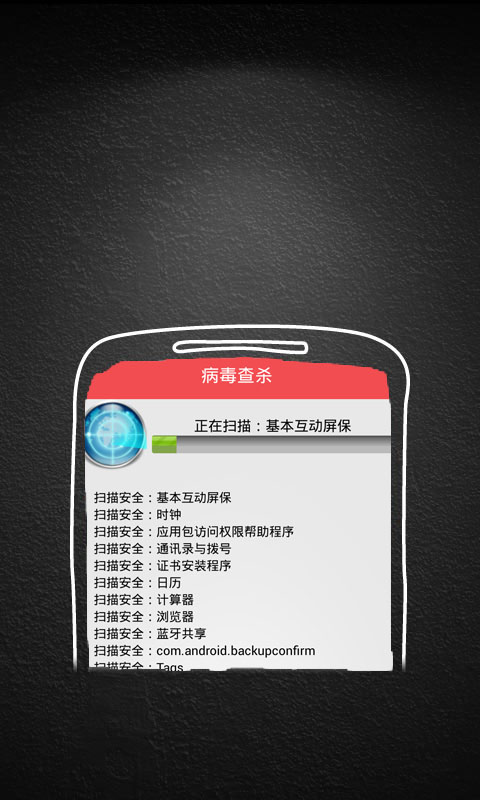 病毒查杀
正在扫描：基本互动屏保
扫描安全：基本互动屏保
扫描安全：时钟
扫描安全：应用包访问权限帮助程序
扫描安全：通讯录与拨号
扫描安全：证书安装程序
扫描安全：日历
扫描安全：计算器
扫描安全：浏览器
扫描安全：蓝牙共享
扫描安全：com.android.backupconfirm
扫描安全：Tags